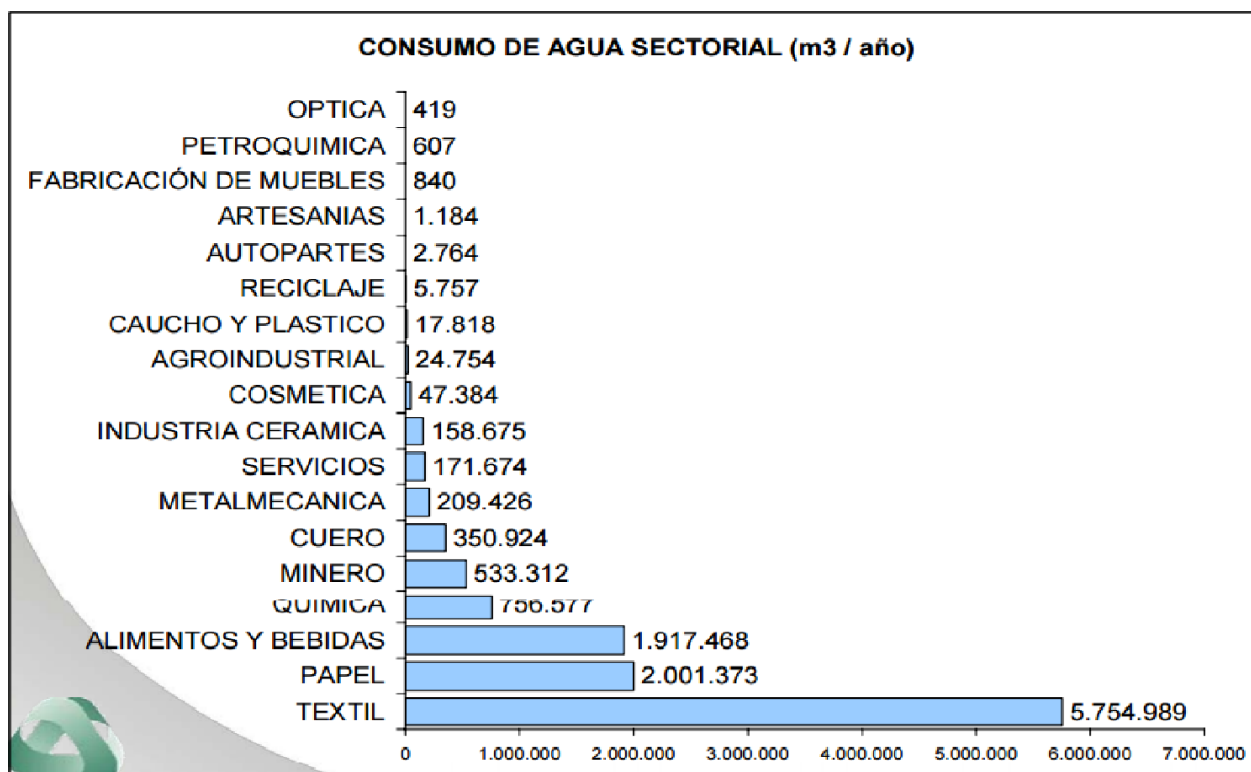 CONSUMO DE AGUA SECTORIAL (m3 / año)
OPTICA 419
PETROQUIMICA 607
FABRICACIÓN DE MUEBLES 840
ARTESANIAS 1.184
AUTOPARTES 2.764
RECICLAJE 5.757
CAUCHO Y PLASTICO 17.818
AGROINDUSTRIAL 24.754
COSMETICA 47.384
INDUSTRIA CERAMICA 158.675
SERVICIOS 171.674
METALMECANICA 209.426
CUERO 350.924
MINERO 533.312
QUIMICA 756.577
ALIMENTOS Y BEBIDAS 1.917.468
PAPEL 2.001.373
TEXTIL 5.754.989
0 1.000.000 2.000.000 3.000.000 4.000.000 5.000.000 6.000.000 7.000.000